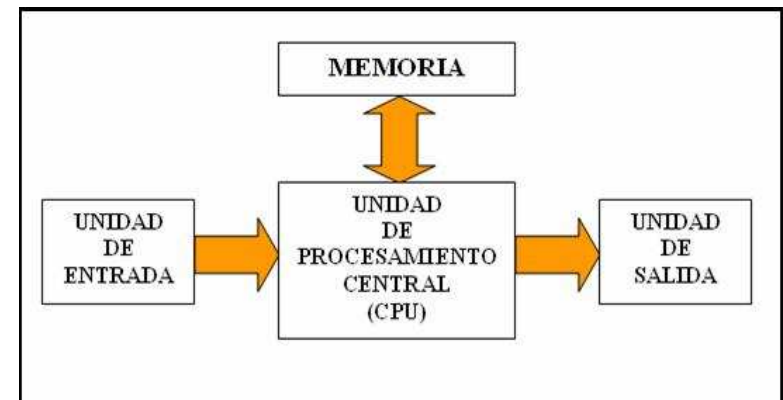 MEMORIA
UNIDAD
DE
ENTRADA
UNIDAD
DE
PROCESAMIENTO
CENTRAL
(CPU)
UNIDAD
DE
SALIDA